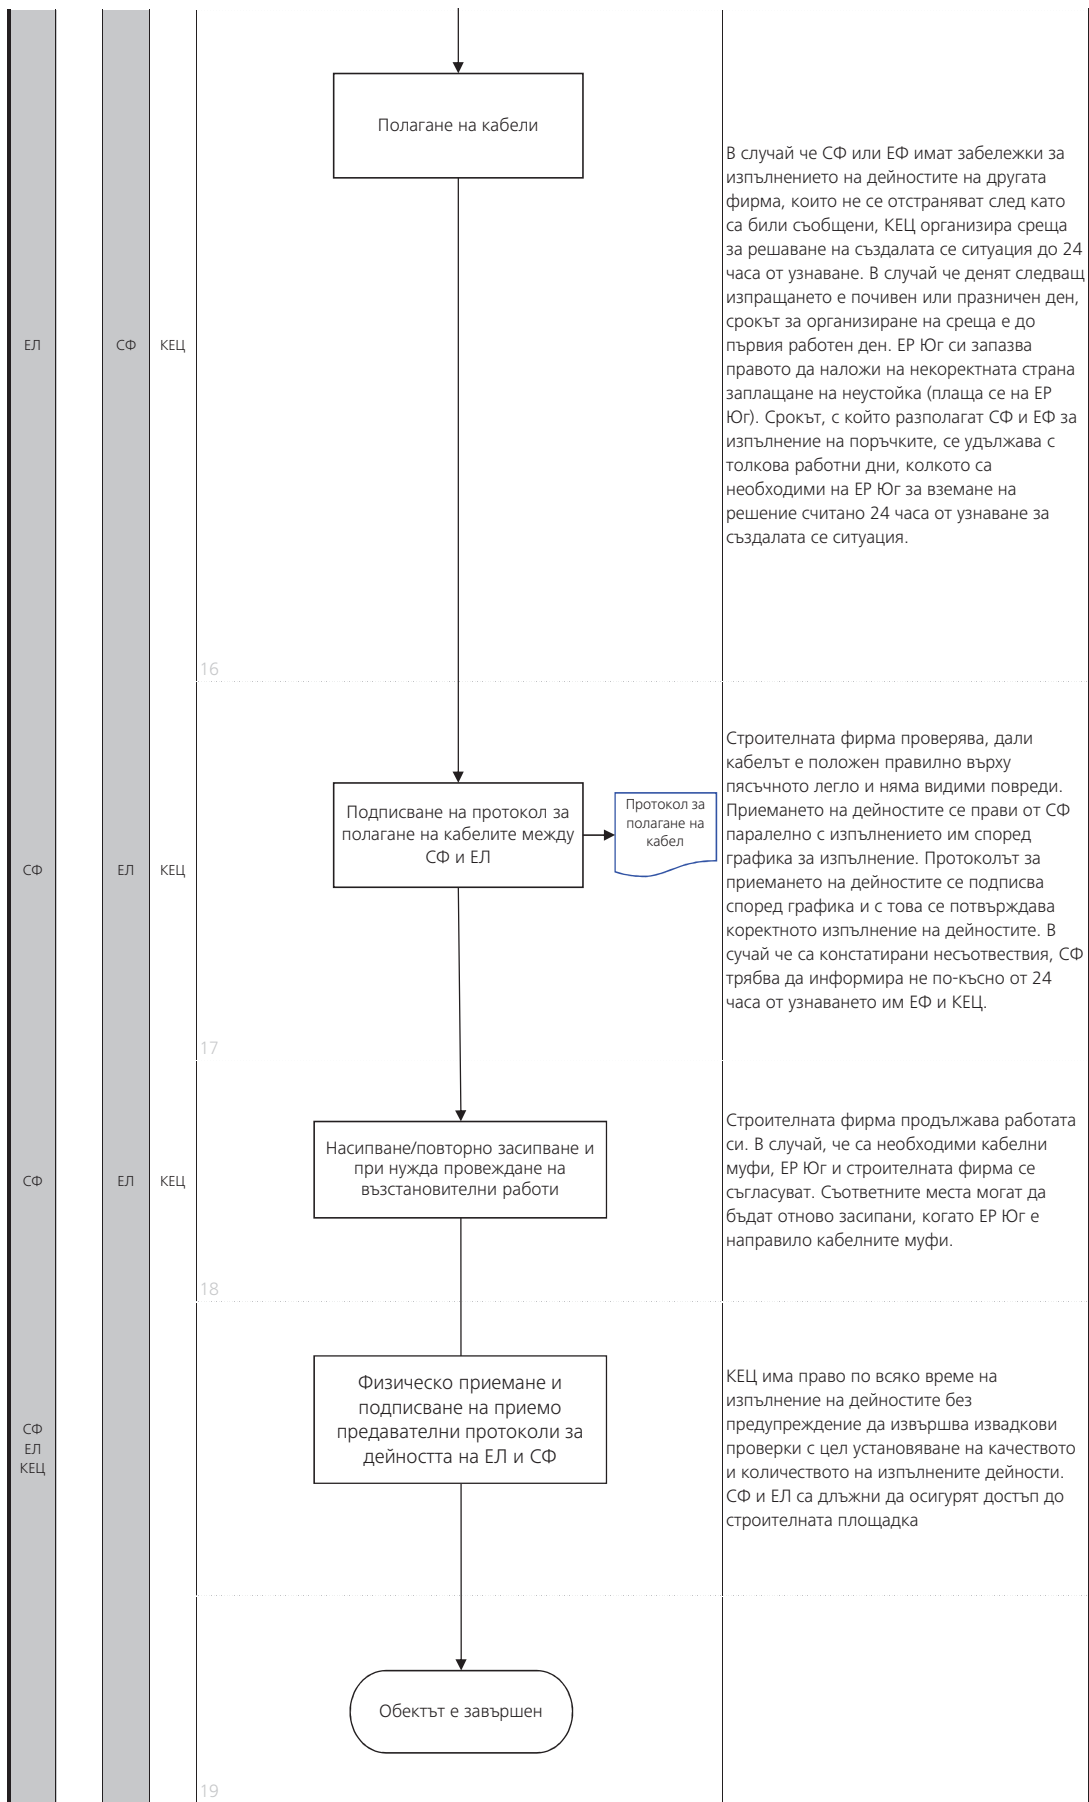 Полагане на кабели
В случай че СФ или ЕФ имат забележки за
изпълнението на дейностите на другата
фирма, които не се отстраняват след като
са били съобщени, КЕЦ организира среща
за решаване на създалата се ситуация до 24
часа от узнаване. В случай че денят следващ
изпращането е почивен или празничен ден,
срокът за организиране на среща е до
първия работен ден. ЕР Юг си запазва
правото да наложи на некоректната страна
заплащане на неустойка (плаща се на ЕР
Юг). Срокът, с който разполагат СФ и ЕФ за
изпълнение на поръчките, се удължава с
толкова работни дни, колкото са
необходими на ЕР Юг за вземане на
решение считано 24 часа от узнаване за
създалата се ситуация.
ЕЛ
СФ
КЕЦ
16
Подписване на протокол за
полагане на кабелите между
СФ и ЕЛ
Протокол за
полагане на
кабел
Строителната фирма проверява, дали
кабелът е положен правилно върху
пясъчното легло и няма видими повреди.
Приемането на дейностите се прави от СФ
паралелно с изпълнението им според
графика за изпълнение. Протоколът за
приемането на дейностите се подписва
според графика и с това се потвърждава
коректното изпълнение на дейностите. В
сучай че са констатирани несъотвествия, СФ
трябва да информира не по-късно от 24
часа от узнаването им ЕФ и КЕЦ.
СФ
ЕЛ
КЕЦ
17
Насипване/повторно засипване и
при нужда провеждане на
възстановителни работи
Строителната фирма продължава работата
си. В случай, че са необходими кабелни
муфи, ЕР Юг и строителната фирма се
съгласуват. Съответните места могат да
бъдат отново засипани, когато ЕР Юг е
направило кабелните муфи.
СФ
ЕЛ
КЕЦ
18
Физическо приемане и
подписване на приемо
предавателни протоколи за
дейността на ЕЛ и СФ
КЕЦ има право по всяко време на
изпълнение на дейностите без
предупреждение да извършва извадкови
проверки с цел установяване на качеството
и количеството на изпълнените дейности.
СФ и ЕЛ са длъжни да осигурят достъп до
строителната площадка
СФ
ЕЛ
КЕЦ
Обектът е завършен
19